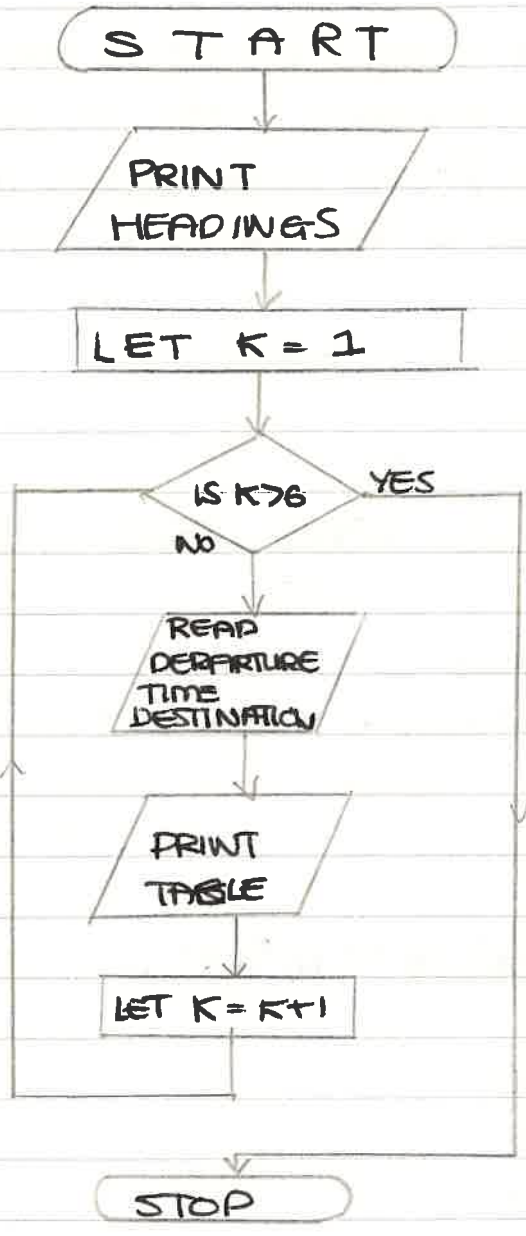 START
PRINT
HEADINGS
LET K = 1
IS K>6
YES
NO
READ
DEPARTURE
TIME
DESTINATION
PRINT
TABLE
LET K = K+1
STOP